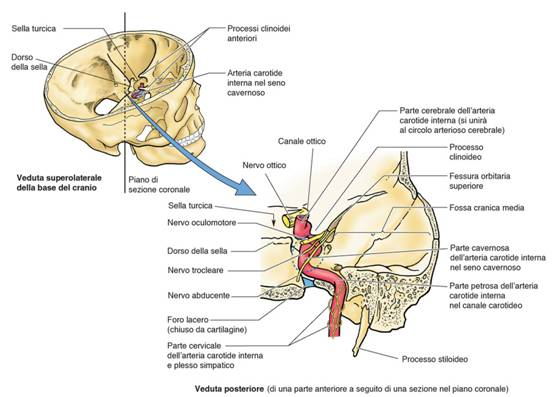 Sella turcica
Processi clinoidei
anteriori
Dorso
della sella
Arteria carotide
interna nel seno
cavernoso
Veduta superolaterale
della base del cranio
Piano di
sezione coronale
Parte cerebrale dell'arteria
carotide interna (si unirà
al circolo arterioso cerebrale)
Canale ottico
Nervo ottico
Processo
clinoideo
Fessura orbitaria
superiore
Sella turcica
Nervo oculomotore
Fossa cranica media
Dorso della sella
Parte cavernosa
dell'arteria carotide interna
nel seno cavernoso
Nervo trocleare
Nervo abducente
Parte petrosa dell'arteria
carotide interna
nel canale carotideo
Foro lacero
(chiuso da cartilagine)
Parte cervicale
dell'arteria carotide interna
e plesso simpatico
Processo stiloideo
Veduta posteriore (di una parte anteriore a seguito di una sezione nel piano coronale)